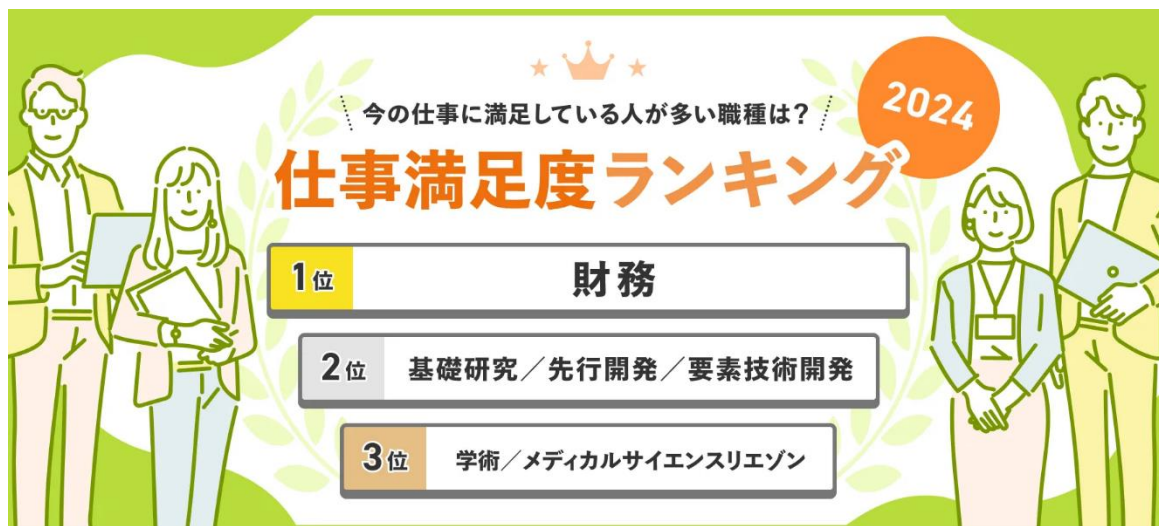 今の仕事に満足している人が多い職種は?
2024
仕事満足度ランキング
1位 財務
2位 基礎研究/先行開発/要素技術開発
3位 学術/メディカルサイエンスリエゾン